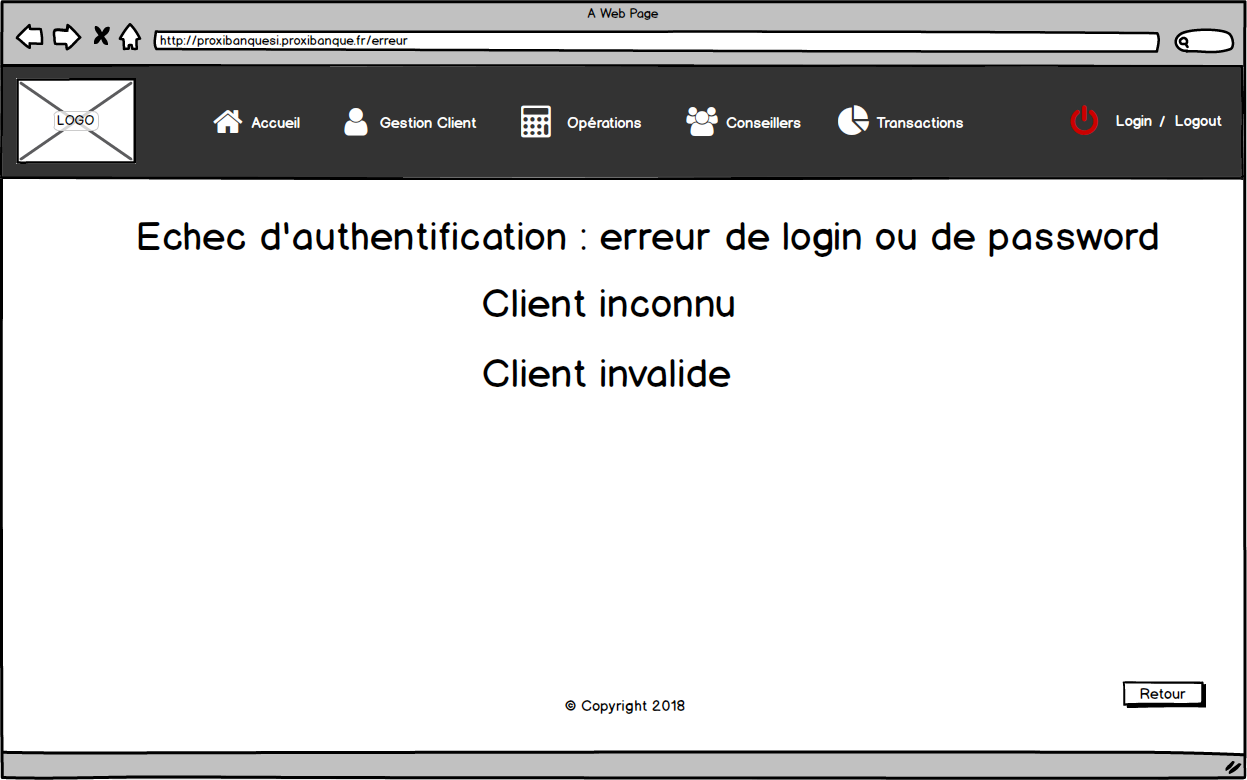 A Web Page
http://proxibanquesi.proxibanque.fr/erreur
LOGO
Accueil
Gestion Client
Opérations
Conseillers
Transactions
Login / Logout
Echec d'authentification : erreur de login ou de password
Client inconnu
Client invalide
Retour
© Copyright 2018